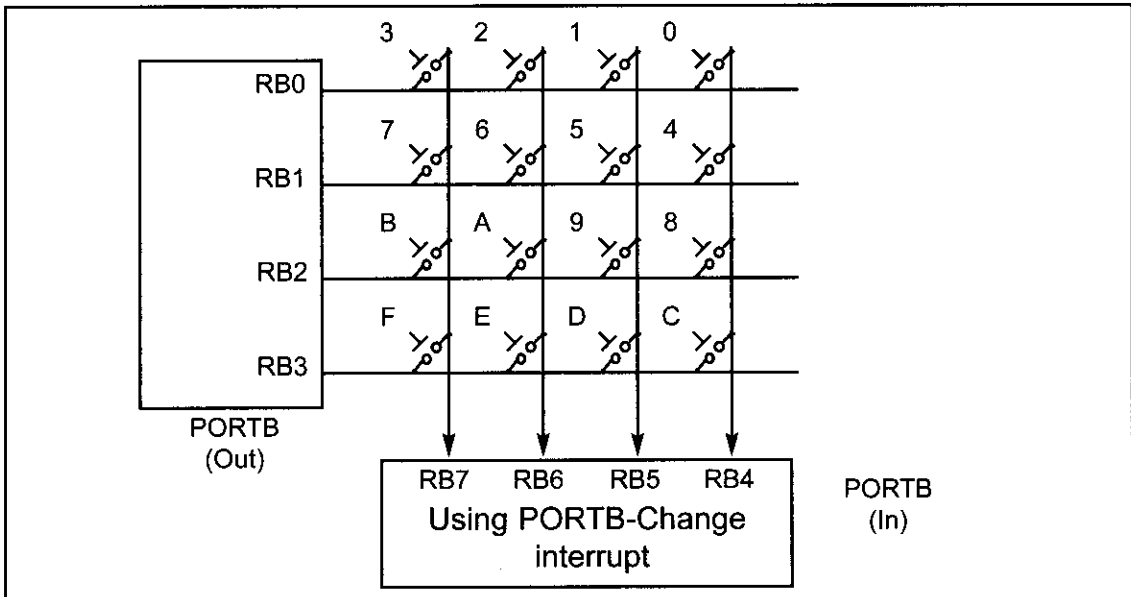 3 2 1 0
RB0
7 6 5 4
RB1
B A 9 8
RB2
F E D C
RB3
PORTB
(Out)
RB7 RB6 RB5 RB4
Using PORTB-Change
interrupt
PORTB
(In)